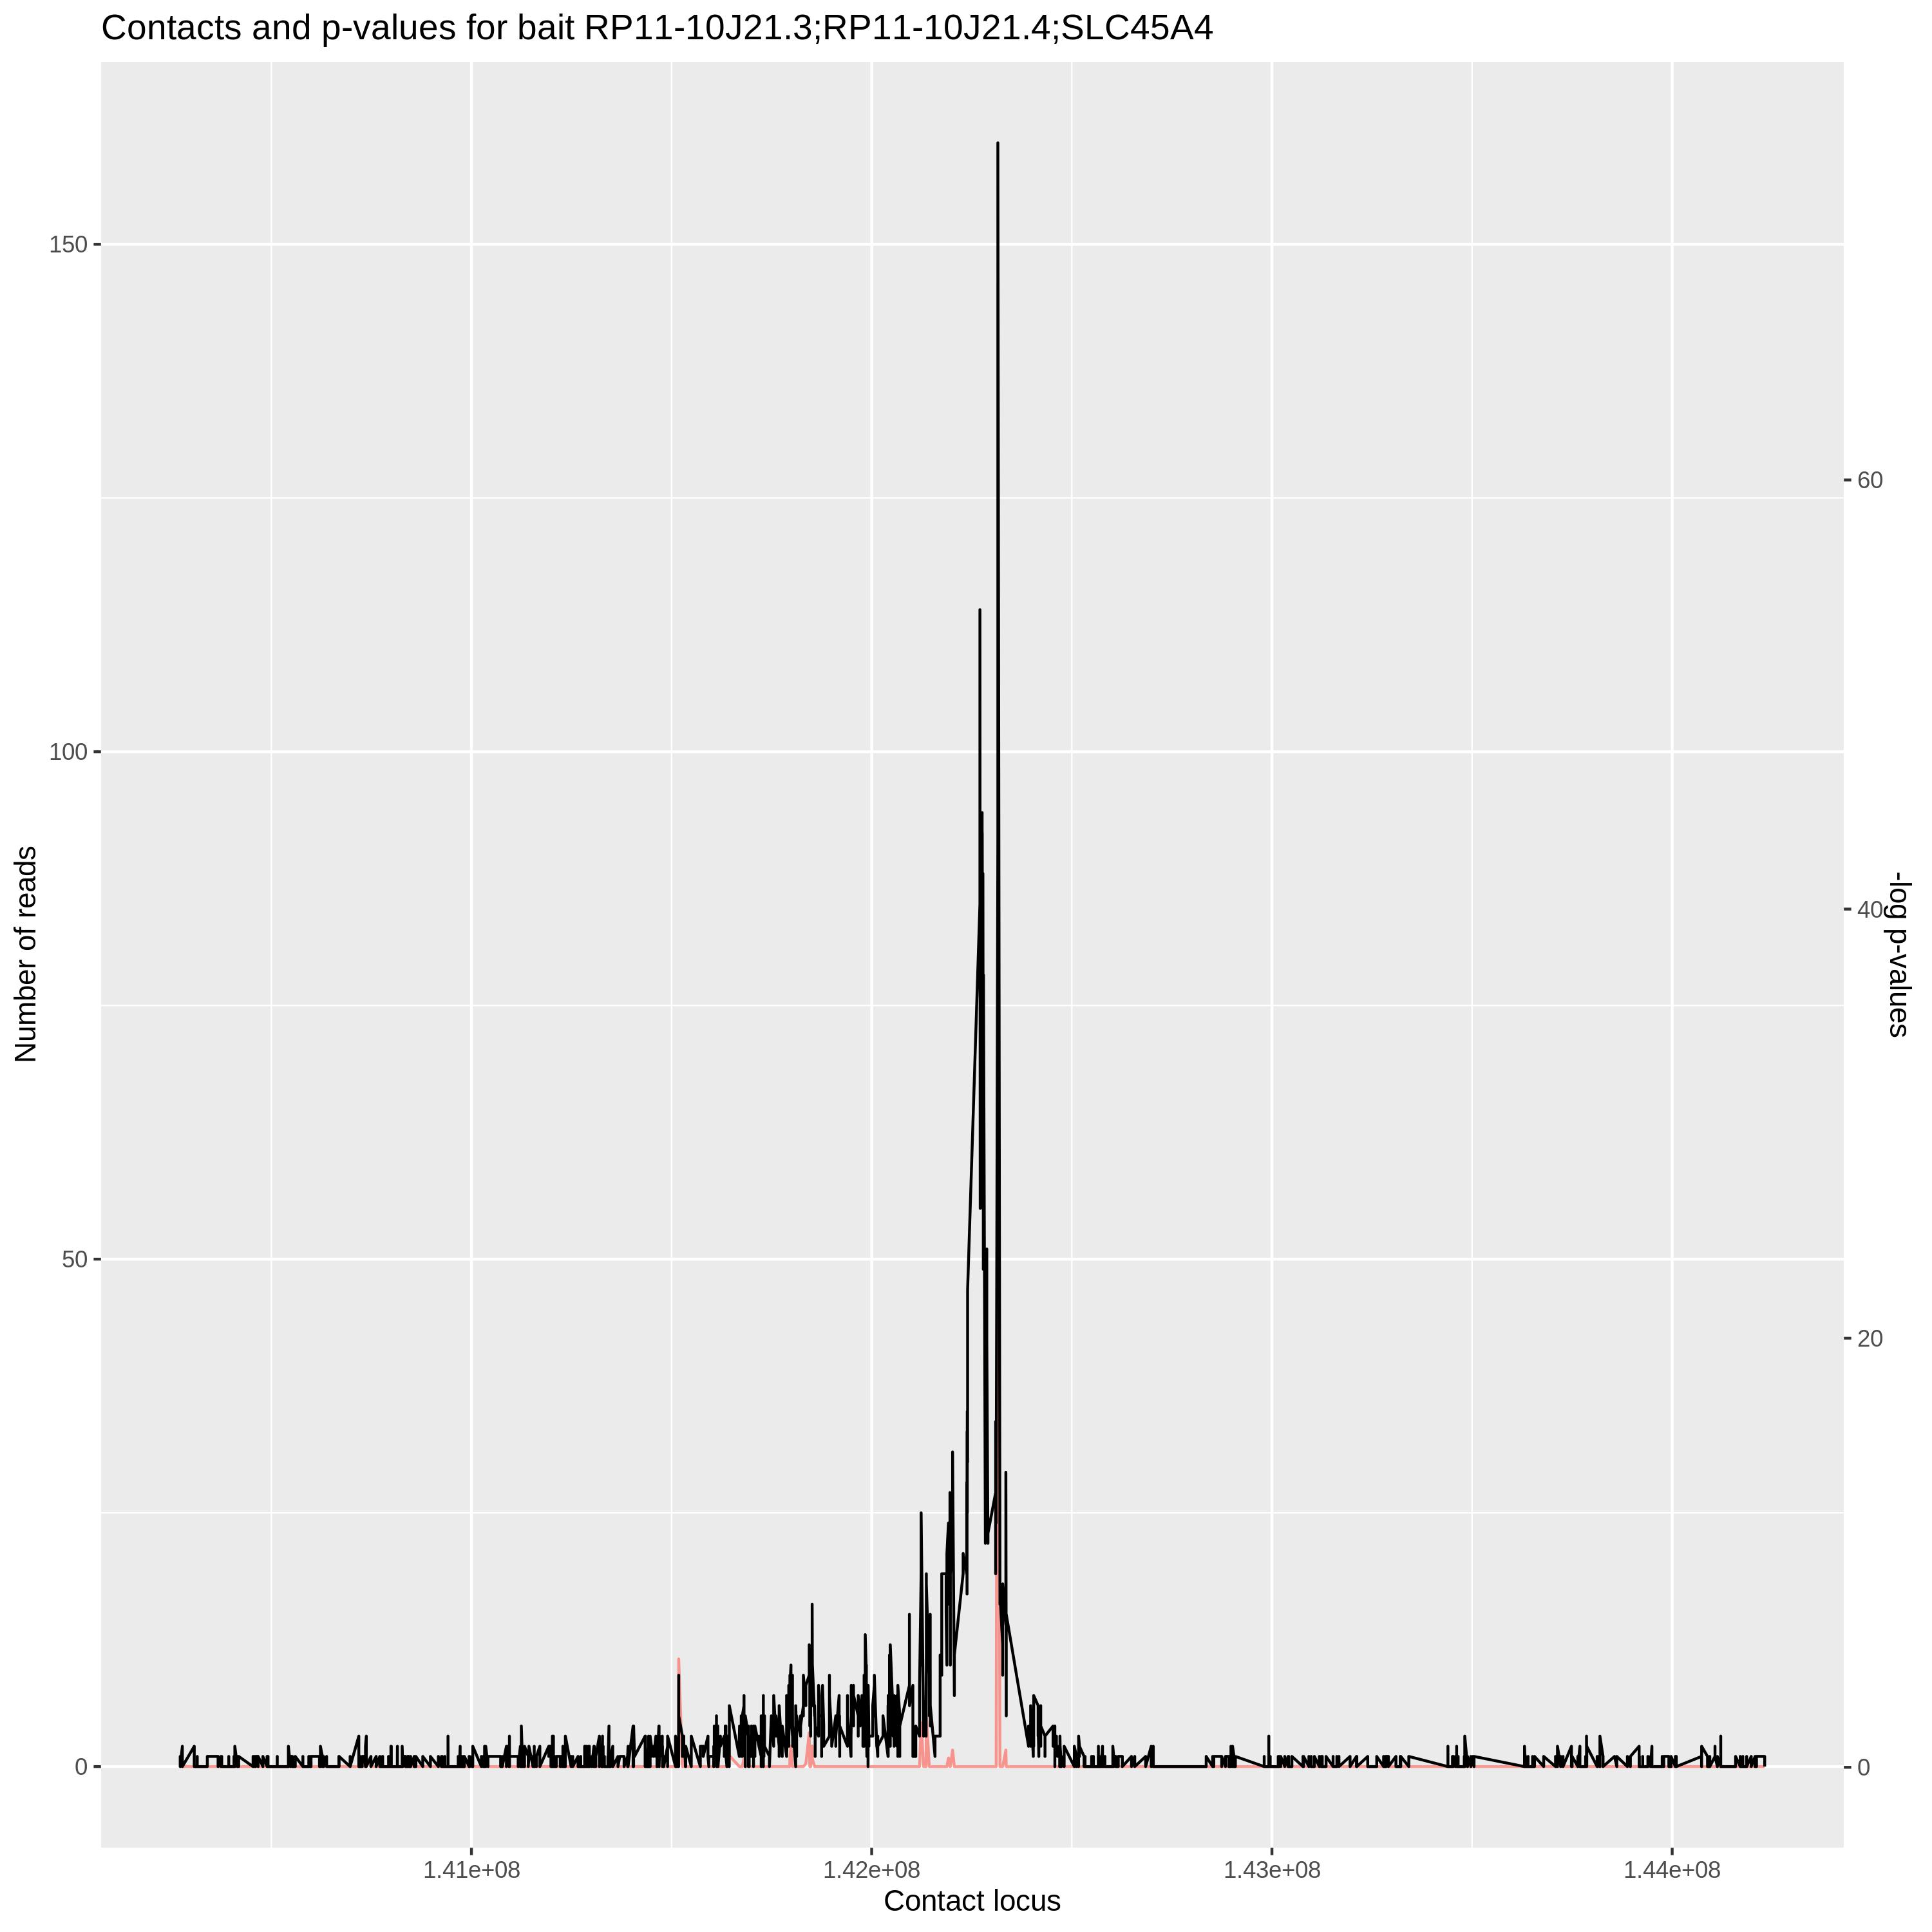 Contacts and p-values for bait RP11-10J21.3;RP11-10J21.4;SLC45A4
150
100
50
0
Number of reads
60
40
20
0
-log p-values
1.41e+08
1.42e+08
1.43e+08
1.44e+08
Contact locus